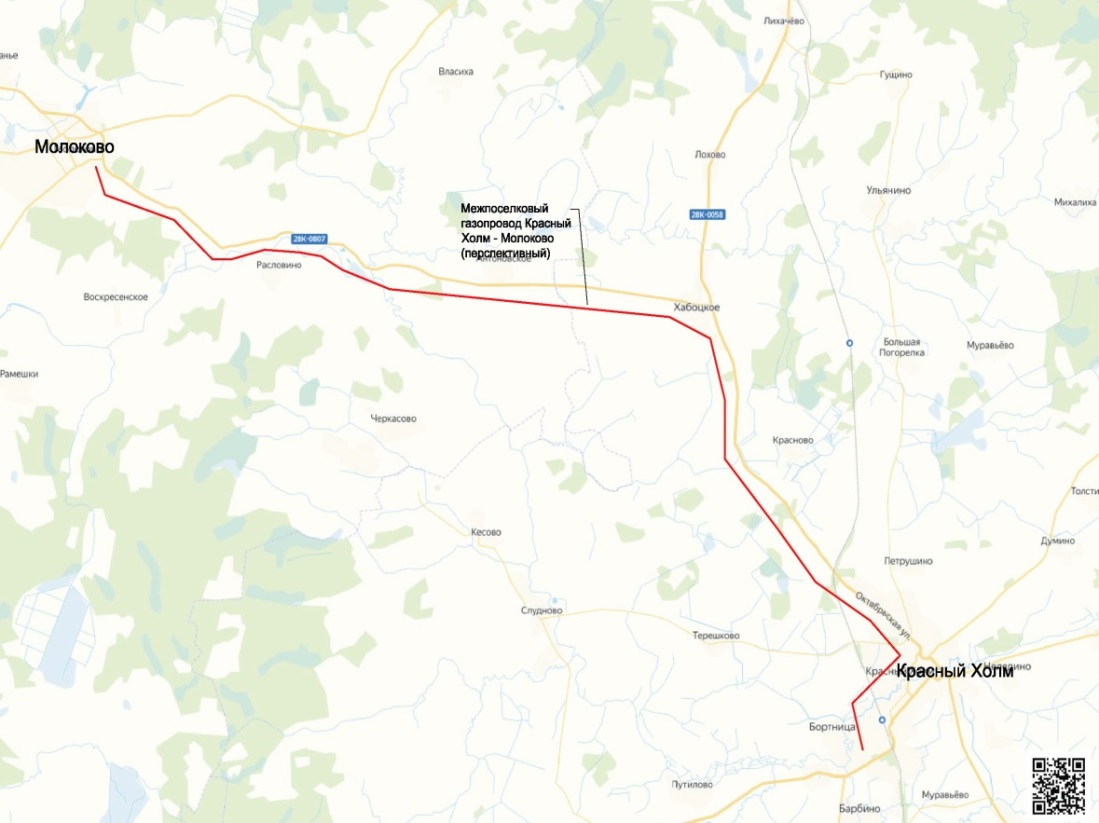 Лихачёво
Власиха
Гущино
Молоково
Лохово
Ульянино
Михалиха
28К-0058
Межпоселковый
газопровод Красный
Холм - Молоково
(перспективный)
Антоновское
28К-0807
Расловино
Воскресенское
Хабоцкое
Большая
Погорелка
Муравьёво
Рамешки
Черкасово
Красново
Толсти
Кесово
Думино
Петрушино
Октябрьская ул.
Слудново
Терешково
Красный Холм
Неледино
Бортница
Путилово
Муравьёво
Барбино